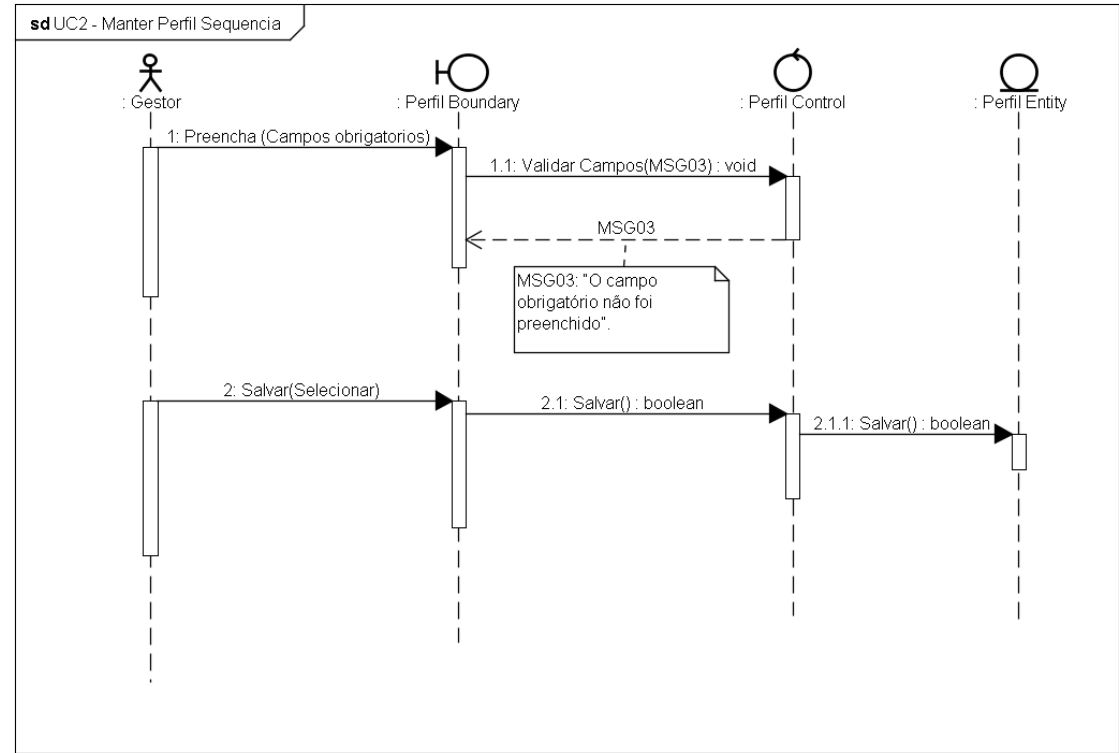 sd UC2 - Manter Perfil Sequencia
: Gestor
: Perfil Boundary
: Perfil Control
: Perfil Entity
1: Preencha (Campos obrigatorios)
1.1: Validar Campos(MSG03) : void
MSG03
MSG03: "O campo
obrigatório não foi
preenchido".
2: Salvar(Selecionar)
2.1: Salvar() : boolean
2.1.1: Salvar() : boolean